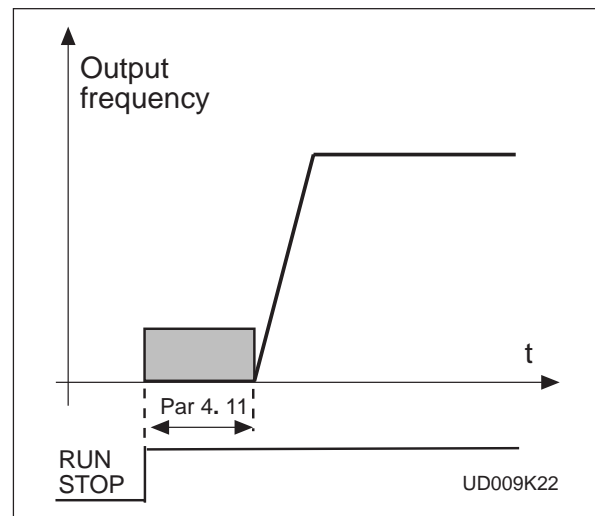 Output
frequency
t
Par 4. 11
RUN
STOP
UD009K22